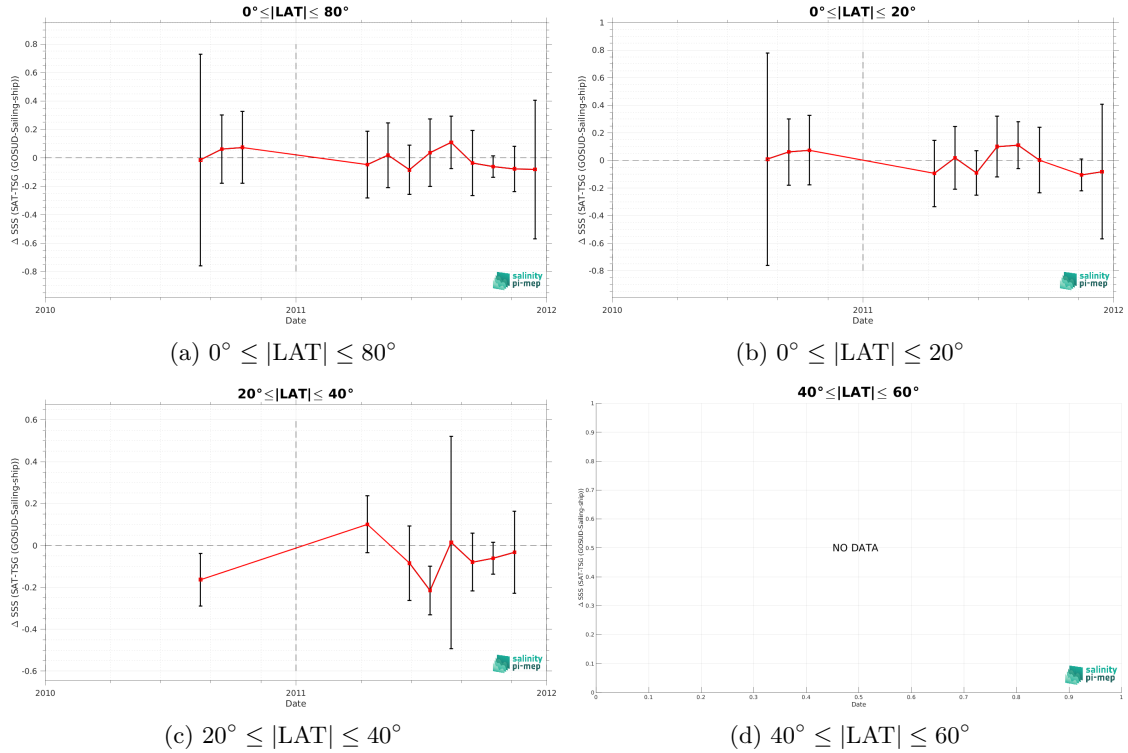 0°≤|LAT|≤ 80°
0.8
0.6
0.4
0.2
0
-0.2
-0.4
-0.6
-0.8
Δ SSS (SAT-TSG (GOSUD-Sailing-ship))
2010
2011
2012
Date
salinity
pi-mep
(a) 0° ≤ |LAT| ≤ 80°
0°≤|LAT|≤ 20°
1
0.8
0.6
0.4
0.2
0
-0.2
-0.4
-0.6
-0.8
Δ SSS (SAT-TSG (GOSUD-Sailing-ship))
2010
2011
2012
Date
salinity
pi-mep
(b) 0° ≤ |LAT| ≤ 20°
20°≤|LAT|≤ 40°
0.6
0.4
0.2
0
-0.2
-0.4
-0.6
Δ SSS (SAT-TSG (GOSUD-Sailing-ship))
2010
2011
2012
Date
salinity
pi-mep
(c) 20° ≤ |LAT| ≤ 40°
40°≤|LAT|≤ 60°
1
0.9
0.8
0.7
0.6
0.5
0.4
0.3
0.2
0.1
0
Δ SSS (SAT-TSG (GOSUD-Sailing-ship))
NO DATA
0 0.1 0.2 0.3 0.4 0.5 0.6 0.7 0.8 0.9 1
Date
salinity
pi-mep
(d) 40° ≤ |LAT| ≤ 60°